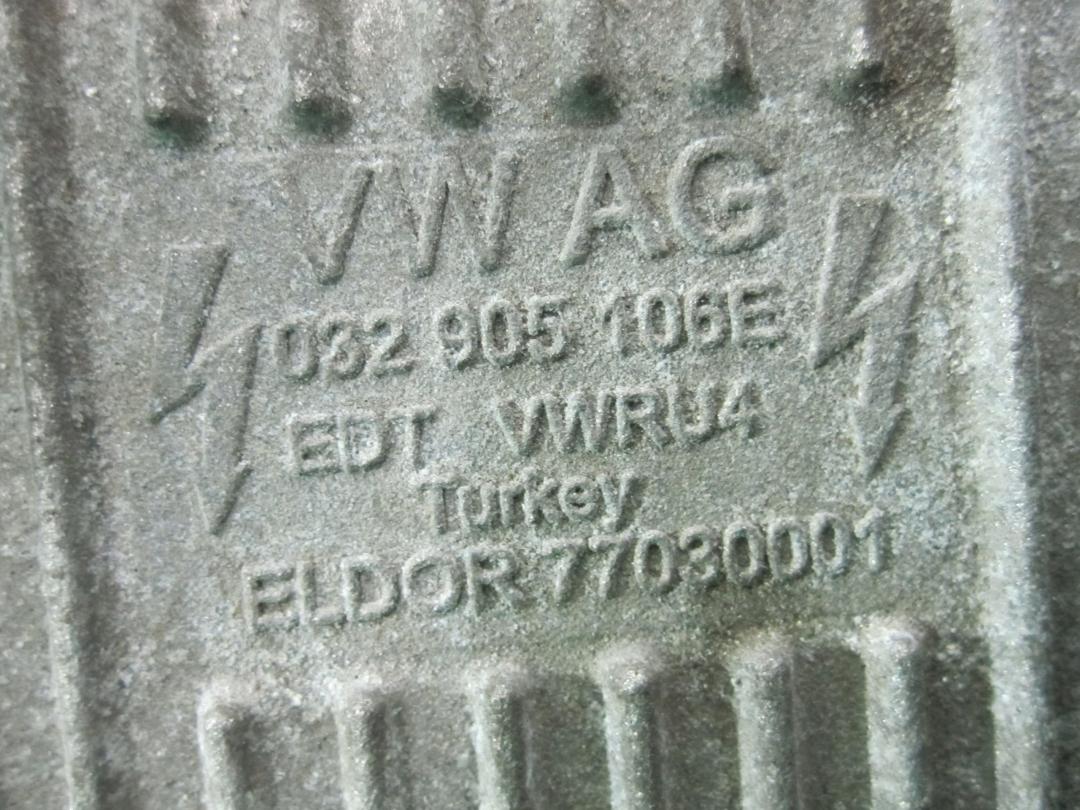 VW AG
032 905 106E
EDT VWRU4
Turkey
ELDOR 77030001